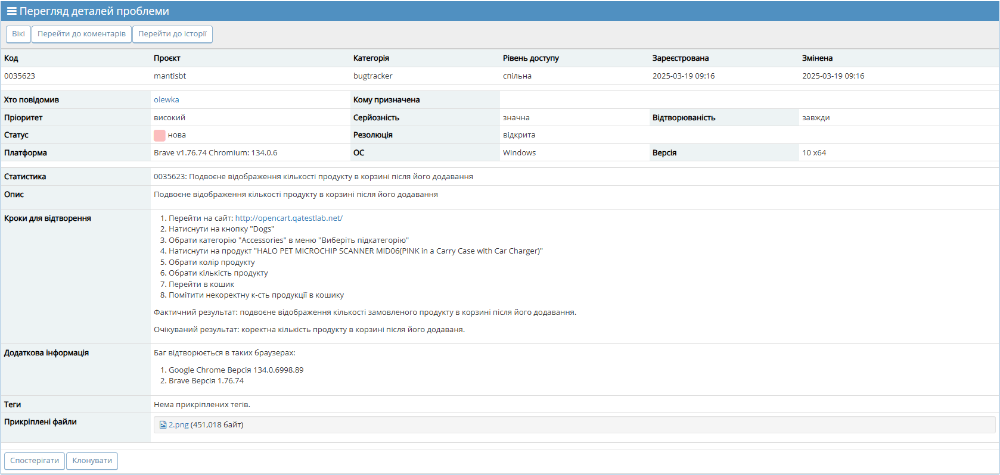 Перегляд деталей проблеми
Вікі Перейти до коментарів Перейти до історії
Код Проєкт Категорія Рівень доступу Зареєстрована Змінена
0035623 mantisbt bugtracker спільна 2025-03-19 09:16 2025-03-19 09:16
Хто повідомив olewka Кому призначена
Пріоритет високий Серйозність значна Відтворюваність завжди
Статус нова Резолюція відкрита
Платформа Brave v1.76.74 Chromium: 134.0.6 ОС Windows Версія 10 x64
Статистика 0035623: Подвоєне відображення кількості продукту в корзині після його додавання
Опис Подвоєне відображення кількості продукту в корзині після його додавання
Кроки для відтворення 1. Перейти на сайт: http://opencart.qatestlab.net/
2. Натиснути на кнопку "Dogs"
3. Обрати категорію "Accessories" в меню "Виберіть підкатегорію"
4. Натиснути на продукт "HALO PET MICROCHIP SCANNER MID06(PINK in a Carry Case with Car Charger)"
5. Обрати колір продукту
6. Обрати кількість продукту
7. Перейти в кошик
8. Помітити некоректну к-сть продукції в кошику
Фактичний результат: подвоєне відображення кількості замовленого продукту в корзині після його додавання.
Очікуваний результат: коректна кількість продукту в корзині після його додаваня.
Додаткова інформація Баг відтворюється в таких браузерах:
1. Google Chrome Версія 134.0.6998.89
2. Brave Версія 1.76.74
Теги Нема прикріплених тегів.
Прикріплені файли 2.png (451,018 байт)
Спостерігати Клонувати